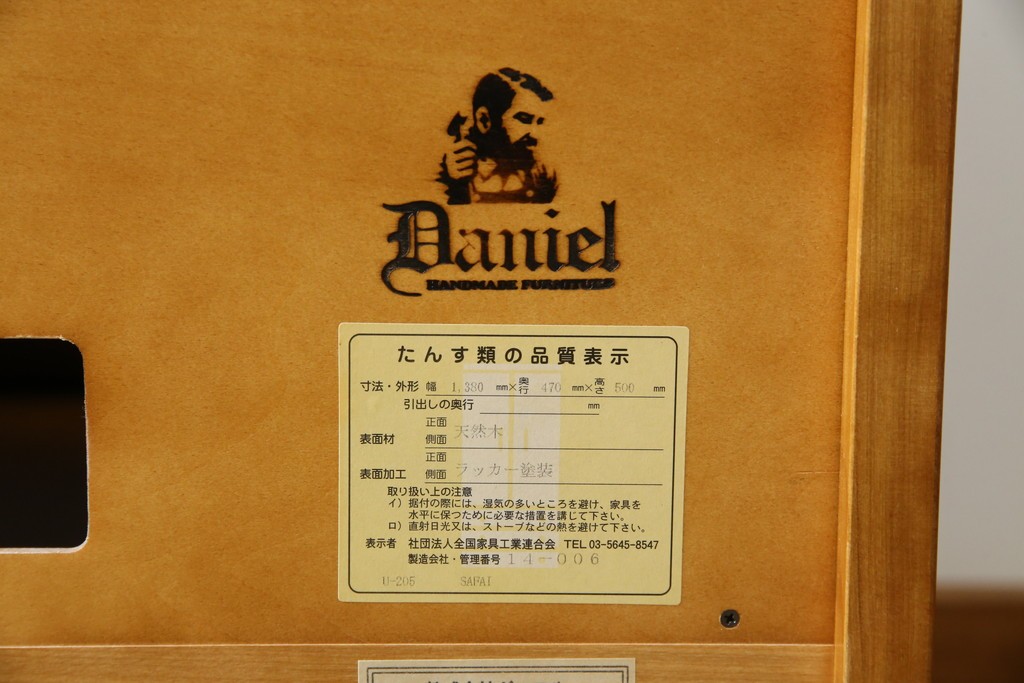 Daniel
HANDMADE FURNITURE
たんす類の品質表示
寸法・外形 幅 1,380 mm×奥行 470 mm×高さ 500 mm
引出しの奥行 mm
表面材 正面 側面 天然木
表面加工 正面 側面 ラッカー塗装
取り扱い上の注意
イ）据付の際には、湿気の多いところを避け、家具を
水平に保つために必要な措置を講じて下さい。
ロ）直射日光又は、ストーブなどの熱を避けて下さい。
表示者 社団法人全国家具工業連合会 TEL 03-5645-8547
製造会社・管理番号 14-006
U-205 SAFAI